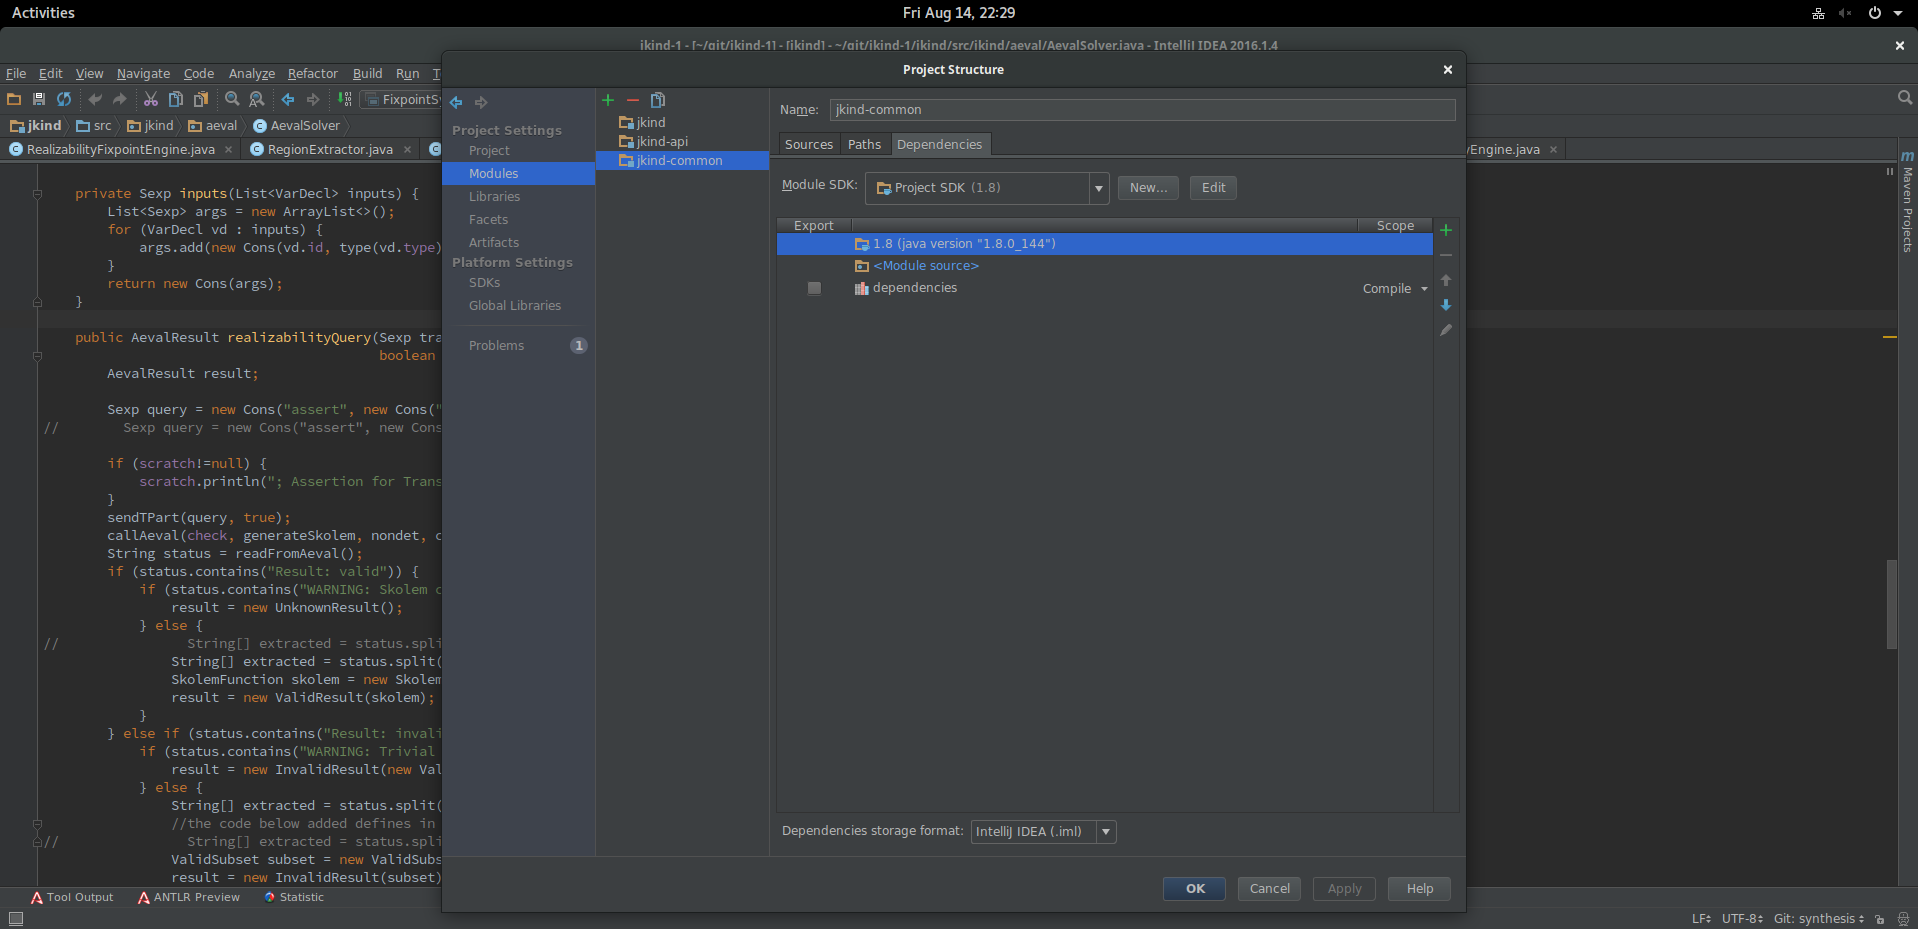 Activities
Fri Aug 14, 22:29
jkind-1 - [~/git/jkind-1] - [jkind] - ~/git/jkind-1/jkind/src/jkind/aeval/AevalSolver.java - IntelliJ IDEA 2016.1.4
File Edit View Navigate Code Analyze Refactor Build Run T
FixpointSy
jkind src jkind aeval AevalSolver
RealizabilityFixpointEngine.java RegionExtractor.java
yEngine.java
private Sexp inputs(List<VarDecl> inputs) {
List<Sexp> args = new ArrayList<>();
for (VarDecl vd : inputs) {
args.add(new Cons(vd.id, type(vd.type)
}
return new Cons(args);
}
public AevalResult realizabilityQuery(Sexp tra
boolean
AevalResult result;
Sexp query = new Cons("assert", new Cons("
// Sexp query = new Cons("assert", new Cons
if (scratch!=null) {
scratch.println("; Assertion for Trans
}
sendTPart(query, true);
callAeval(check, generateSkolem, nondet, c
String status = readFromAeval();
if (status.contains("Result: valid")) {
if (status.contains("WARNING: Skolem c
result = new UnknownResult();
} else {
// String[] extracted = status.spli
String[] extracted = status.split(
SkolemFunction skolem = new Skolem
result = new ValidResult(skolem);
}
} else if (status.contains("Result: invali
if (status.contains("WARNING: Trivial
result = new InvalidResult(new Val
} else {
String[] extracted = status.split(
//the code below added defines in
// String[] extracted = status.spli
ValidSubset subset = new ValidSubs
result = new InvalidResult(subset)
Project Structure
Project Settings
Project
Modules
Libraries
Facets
Artifacts
Platform Settings
SDKs
Global Libraries
Problems 1
jkind
jkind-api
jkind-common
Name: jkind-common
Sources Paths Dependencies
Module SDK: Project SDK (1.8) New... Edit
Export Scope
1.8 (java version "1.8.0_144")
<Module source>
dependencies Compile
Dependencies storage format: IntelliJ IDEA (.iml)
OK Cancel Apply Help
m Maven Projects
Tool Output ANTLR Preview Statistic
LF UTF-8 Git: synthesis